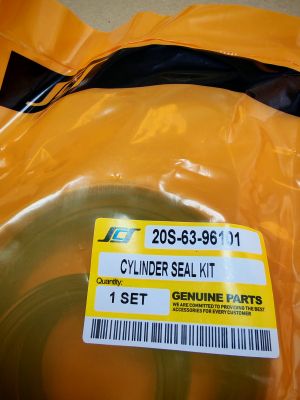 JCS
20S-63-96101
CYLINDER SEAL KIT
Quantity:
1 SET
GENUINE PARTS
WE ARE COMMITTED TO PROVIDING THE BEST
ACCESSORIES FOR EVERY CUSTOMER